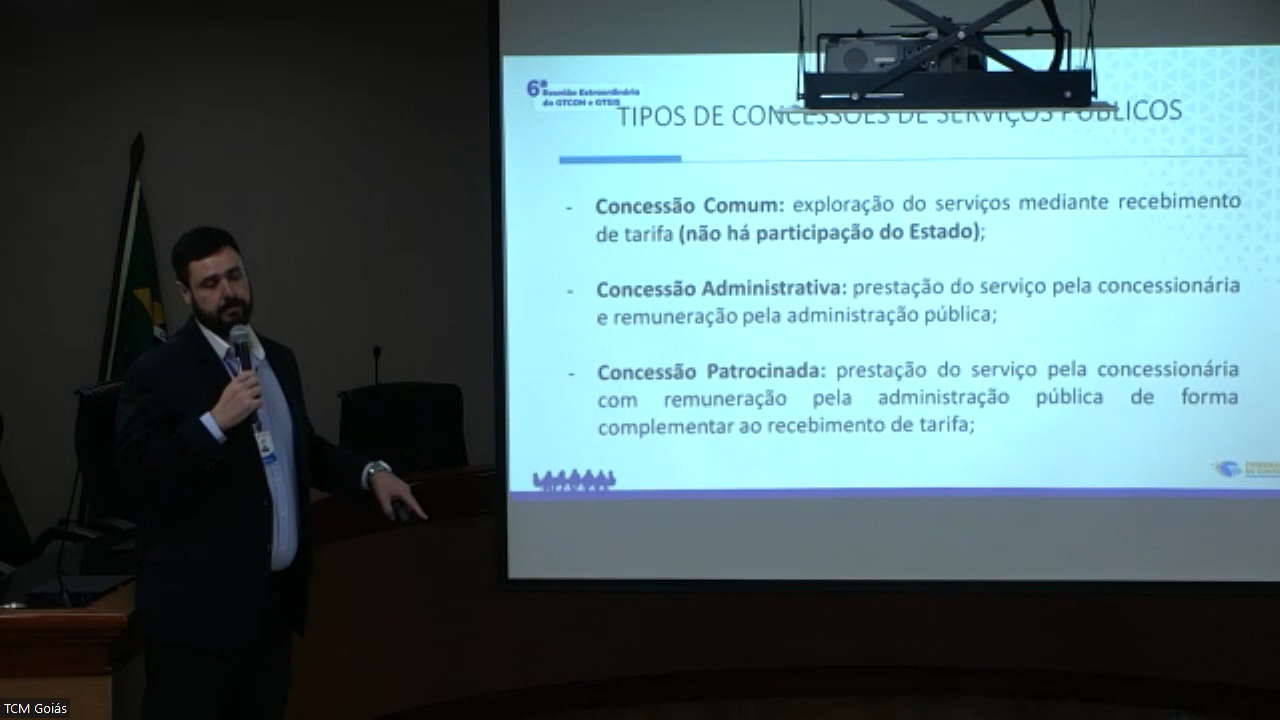 6ª Reunião Extraordinária
da GTCON e GTSIS
TIPOS DE CONCESSÕES DE SERVIÇOS PÚBLICOS
- Concessão Comum: exploração do serviços mediante recebimento
de tarifa (não há participação do Estado);
- Concessão Administrativa: prestação do serviço pela concessionária
e remuneração pela administração pública;
- Concessão Patrocinada: prestação do serviço pela concessionária
com remuneração pela administração pública de forma
complementar ao recebimento de tarifa;
TCM Goiás